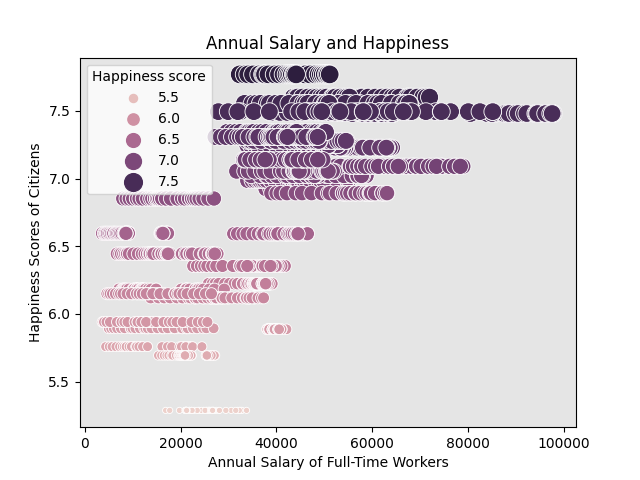 Annual Salary and Happiness
Happiness score
5.5
6.0
6.5
7.0
7.5
Happiness Scores of Citizens
7.5
7.0
6.5
6.0
5.5
0 20000 40000 60000 80000 100000
Annual Salary of Full-Time Workers